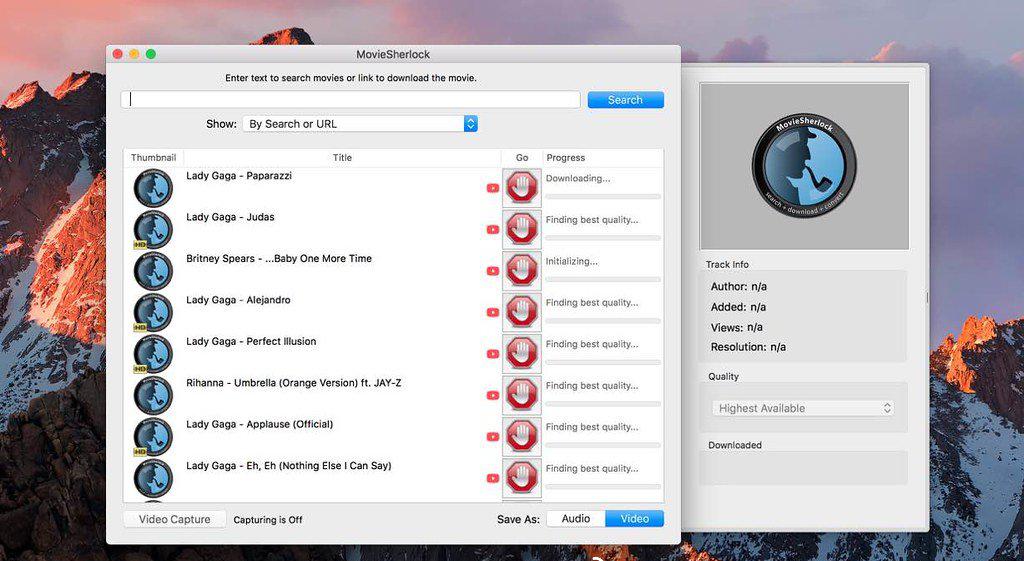 MovieSherlock
Enter text to search movies or link to download the movie.
Search
Show: By Search or URL
Thumbnail Title Go Progress
Lady Gaga - Paparazzi Downloading...
HD Lady Gaga - Judas Finding best quality...
Britney Spears - ...Baby One More Time Initializing...
HD Lady Gaga - Alejandro Finding best quality...
HD Lady Gaga - Perfect Illusion Finding best quality...
Rihanna - Umbrella (Orange Version) ft. JAY-Z Finding best quality...
HD Lady Gaga - Applause (Official) Finding best quality...
Lady Gaga - Eh, Eh (Nothing Else I Can Say) Finding best quality...
Video Capture Capturing is Off Save As: Audio Video
MovieSherlock
search + download + convert
Track Info
Author: n/a
Added: n/a
Views: n/a
Resolution: n/a
Quality
Highest Available
Downloaded